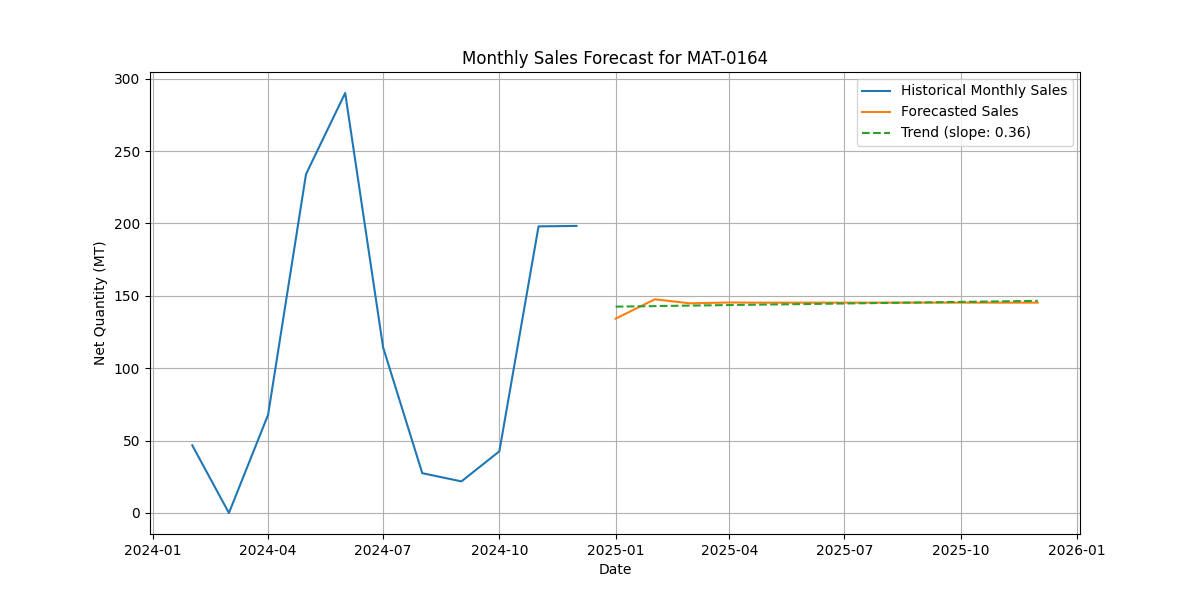 Monthly Sales Forecast for MAT-0164
Historical Monthly Sales
Forecasted Sales
Trend (slope: 0.36)
Net Quantity (MT)
300
250
200
150
100
50
0
2024-01 2024-04 2024-07 2024-10 2025-01 2025-04 2025-07 2025-10 2026-01
Date